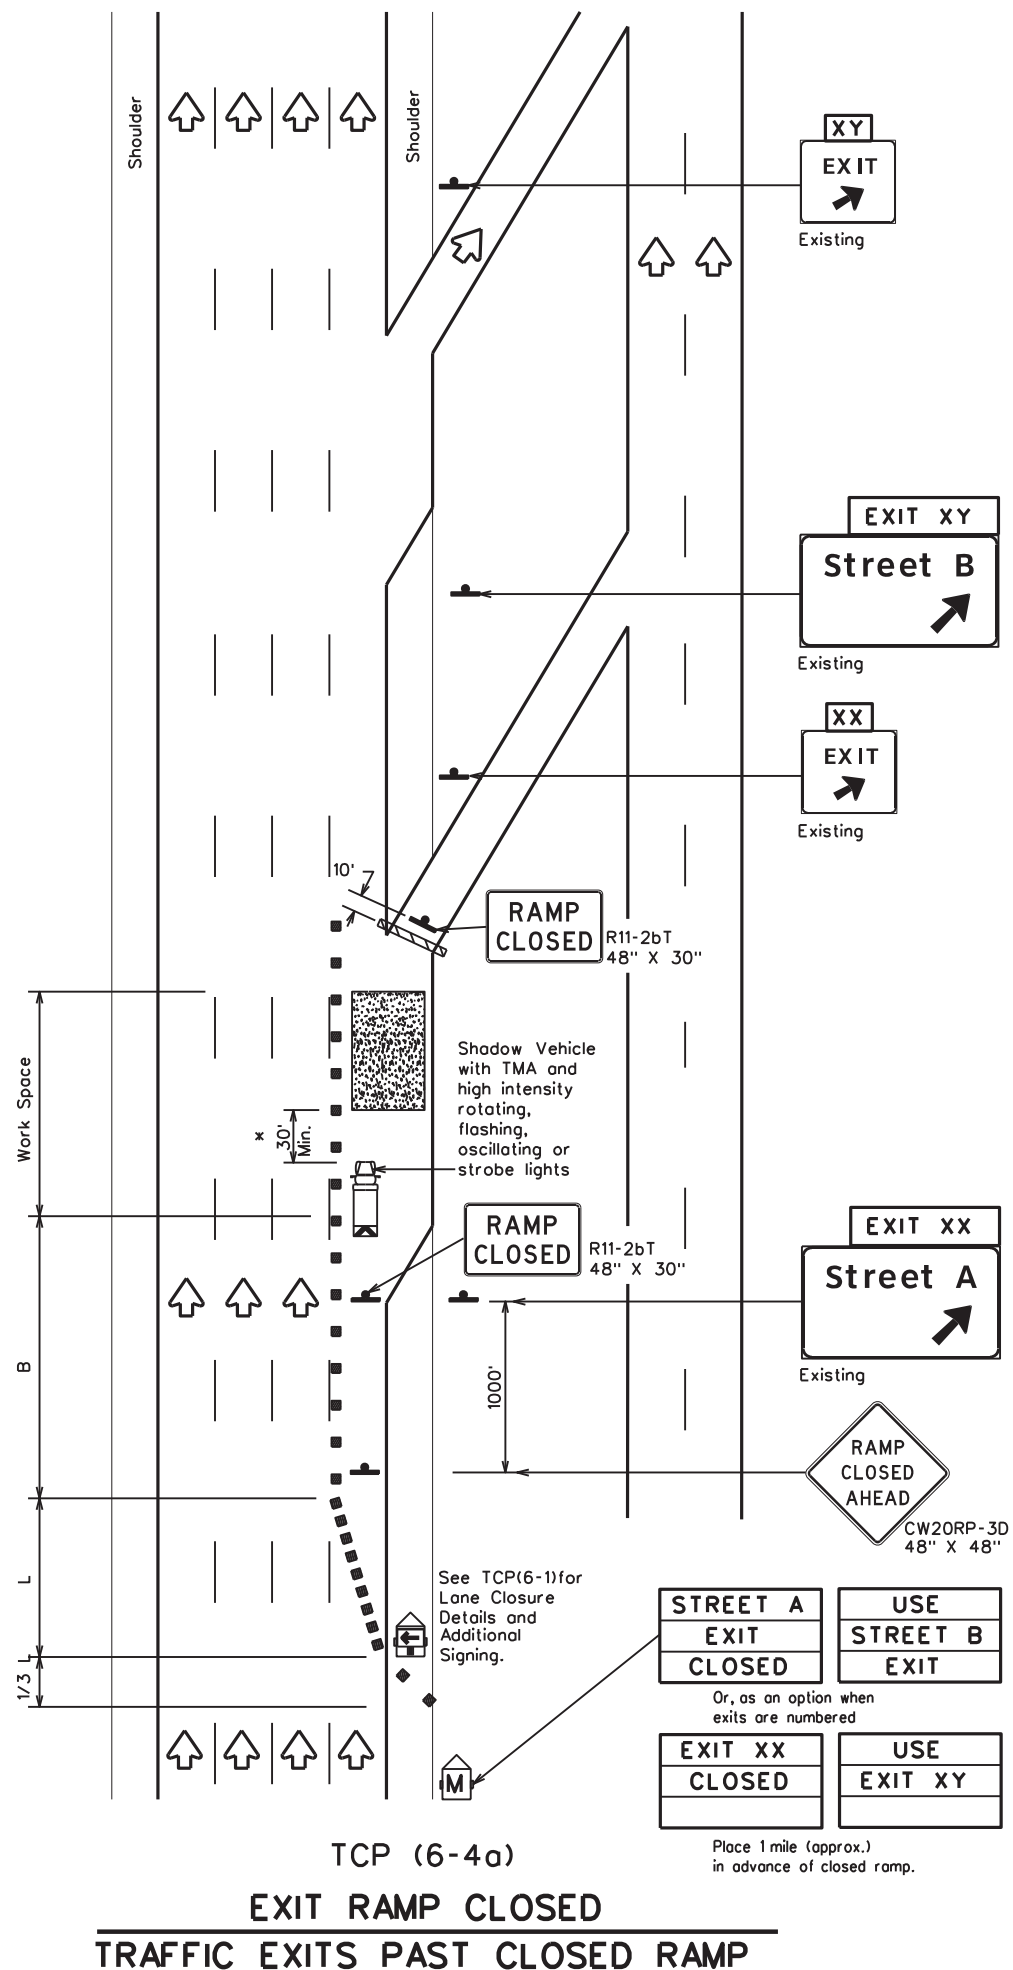 Shoulder
Shoulder
XY
EXIT
Existing
EXIT XY
Street B
Existing
XX
EXIT
Existing
10'
RAMP
CLOSED
R11-2bT
48" X 30"
Work Space
*
30'
Min.
Shadow Vehicle
with TMA and
high intensity
rotating,
flashing,
oscillating or
strobe lights
RAMP
CLOSED
R11-2bT
48" X 30"
EXIT XX
Street A
Existing
B
1000'
RAMP
CLOSED
AHEAD
CW20RP-3D
48" X 48"
L
See TCP(6-1)for
Lane Closure
Details and
Additional
Signing.
1/3 L
STREET A
EXIT
CLOSED
USE
STREET B
EXIT
Or, as an option when
exits are numbered
EXIT XX
CLOSED
USE
EXIT XY
M
Place 1 mile (approx.)
in advance of closed ramp.
TCP (6-4a)
EXIT RAMP CLOSED
TRAFFIC EXITS PAST CLOSED RAMP